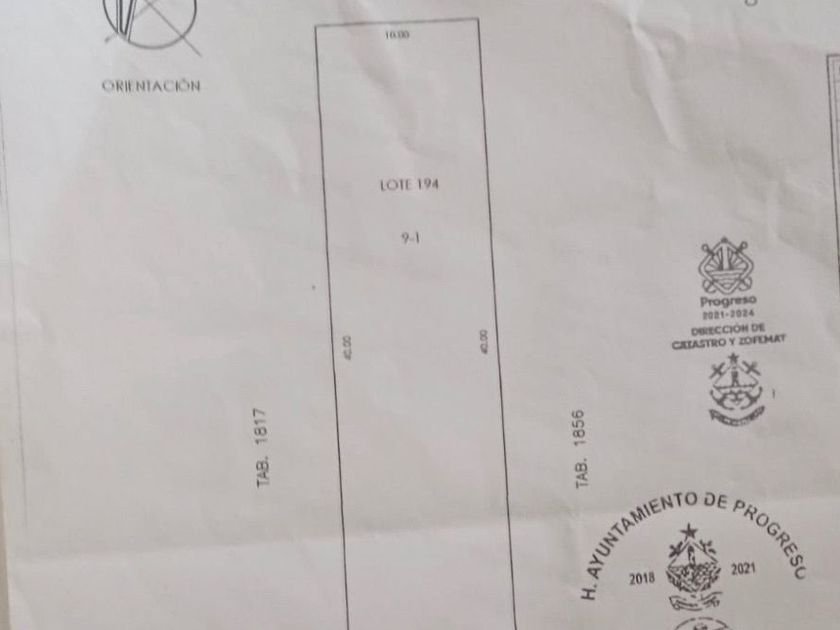 10.00
ORIENTACIÓN
LOTE 194
9-1
40.00
40.00
TAB. 1817
TAB. 1856
Progreso
2021-2024
DIRECCIÓN DE
CATASTRO Y ZOFEMAT
H. AYUNTAMIENTO DE PROGRESO
2018 2021